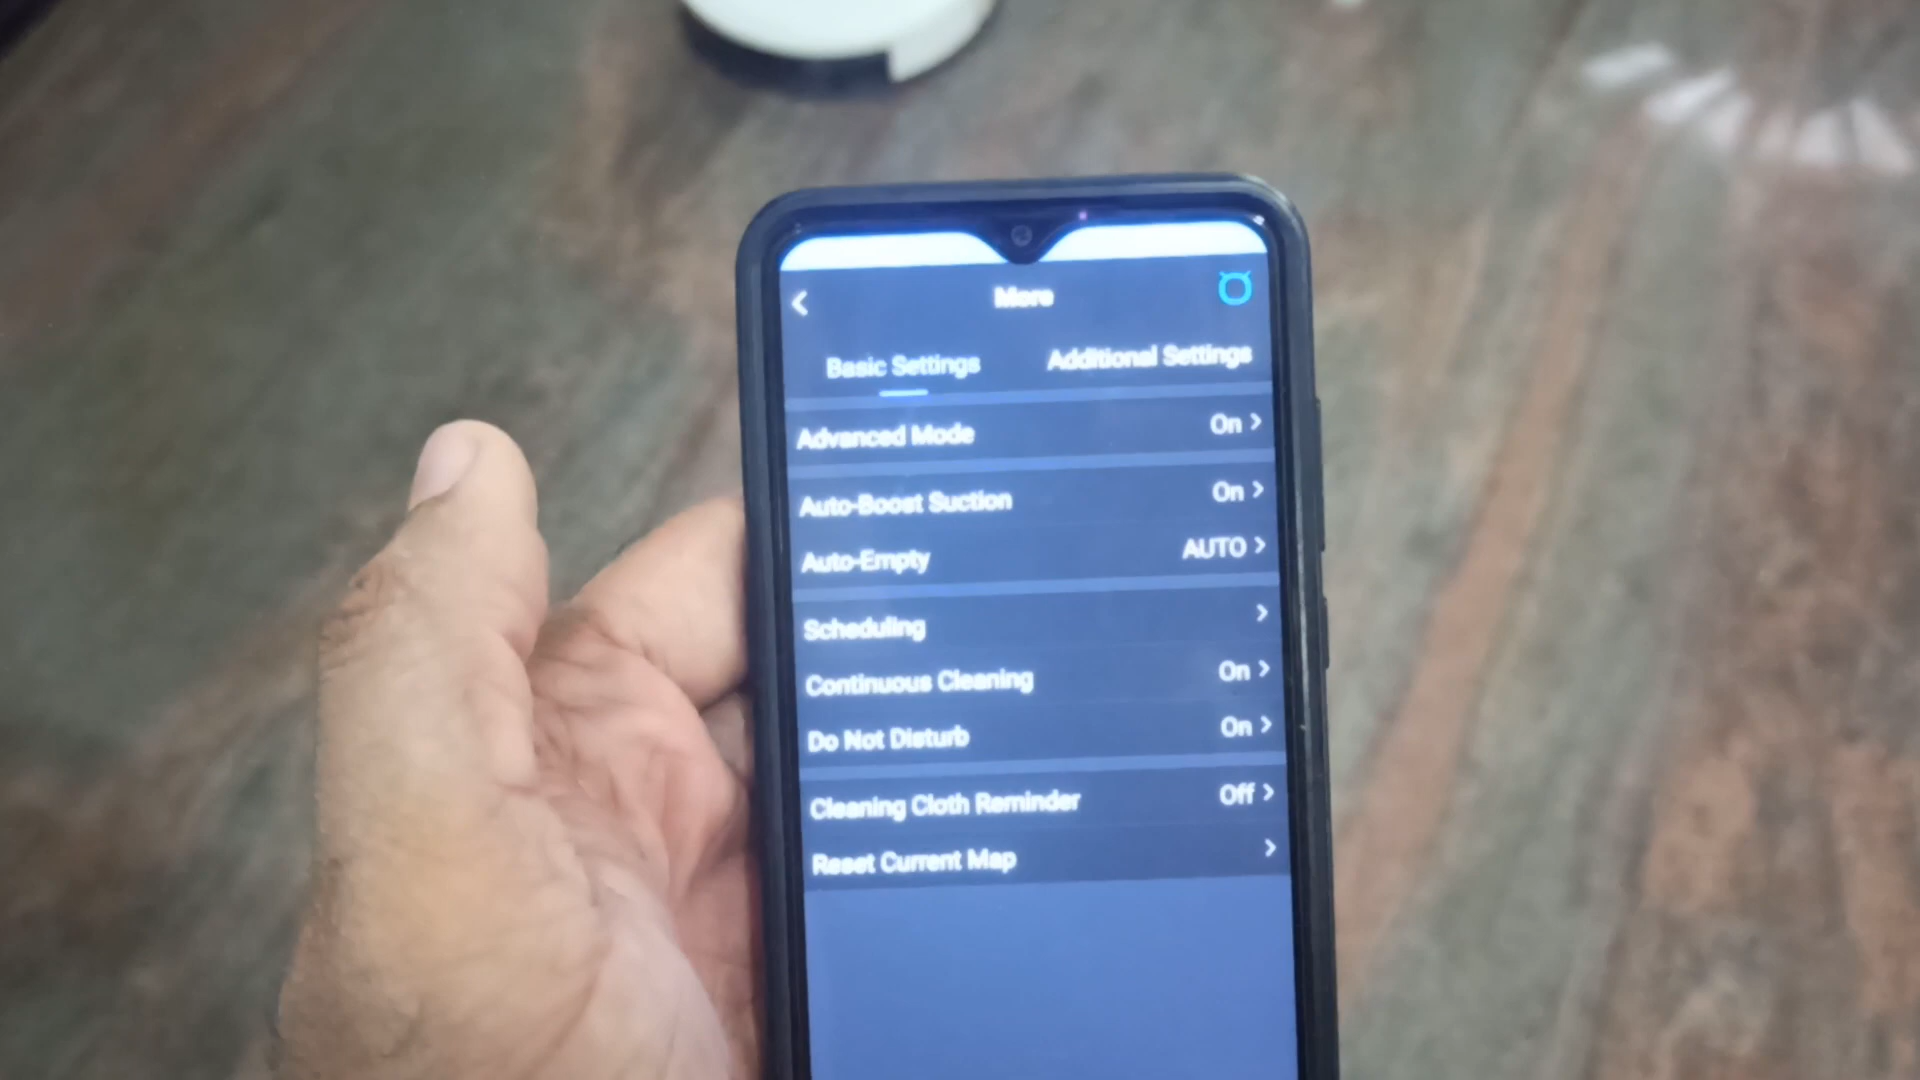 More
Basic Settings Additional Settings
Advanced Mode On
Auto-Boost Suction On
Auto-Empty AUTO
Scheduling
Continuous Cleaning On
Do Not Disturb On
Cleaning Cloth Reminder Off
Reset Current Map